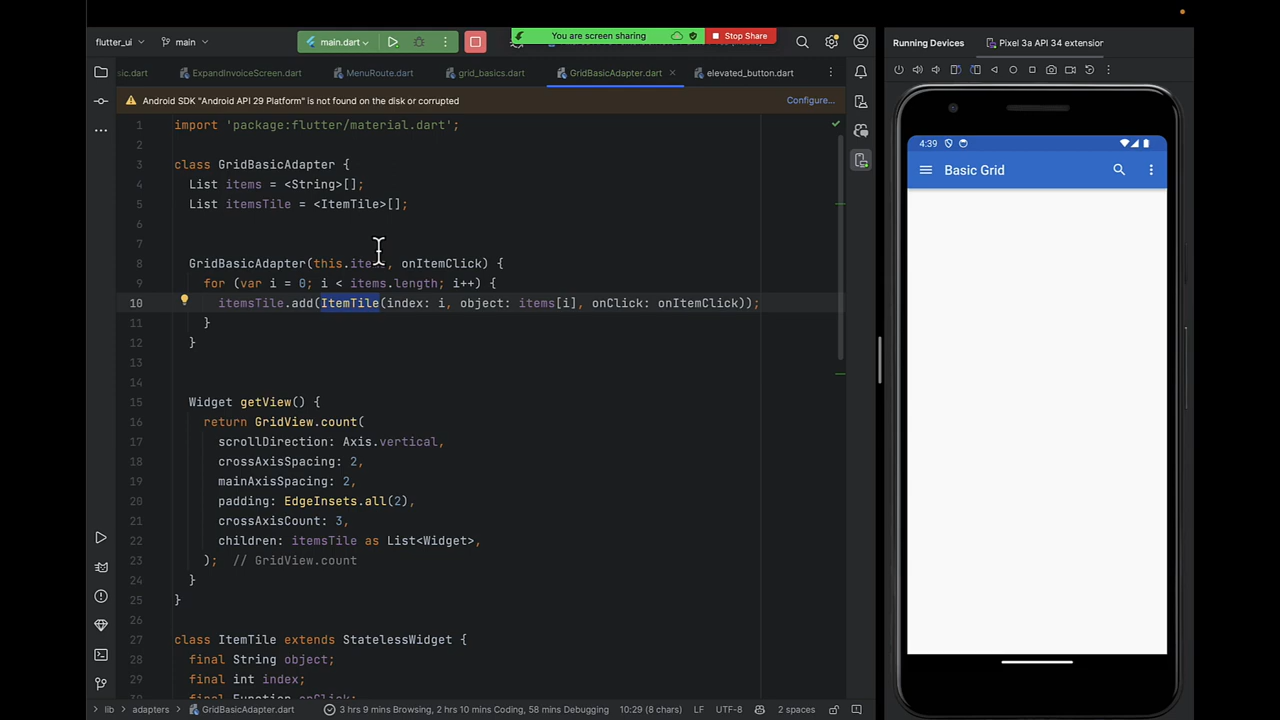 flutter_ui
main
main.dart
You are screen sharing
Stop Share
Running Devices
Pixel 3a API 34 extension
sic.dart
ExpandInvoiceScreen.dart
MenuRoute.dart
grid_basics.dart
GridBasicAdapter.dart
elevated_button.dart
Android SDK "Android API 29 Platform" is not found on the disk or corrupted
Configure...
1 import 'package:flutter/material.dart';
2
3 class GridBasicAdapter {
4 List items = <String>[];
5 List itemsTile = <ItemTile>[];
6
7
8 GridBasicAdapter(this.items, onItemClick) {
9 for (var i = 0; i < items.length; i++) {
10 itemsTile.add(ItemTile(index: i, object: items[i], onClick: onItemClick));
11 }
12 }
13
14
15 Widget getView() {
16 return GridView.count(
17 scrollDirection: Axis.vertical,
18 crossAxisSpacing: 2,
19 mainAxisSpacing: 2,
20 padding: EdgeInsets.all(2),
21 crossAxisCount: 3,
22 children: itemsTile as List<Widget>,
23 ); // GridView.count
24 }
25 }
26
27 class ItemTile extends StatelessWidget {
28 final String object;
29 final int index;
30 final Function onClick;
4:39
Basic Grid
lib
adapters
GridBasicAdapter.dart
3 hrs 9 mins Browsing, 2 hrs 10 mins Coding, 58 mins Debugging
10:29 (8 chars)
LF
UTF-8
2 spaces